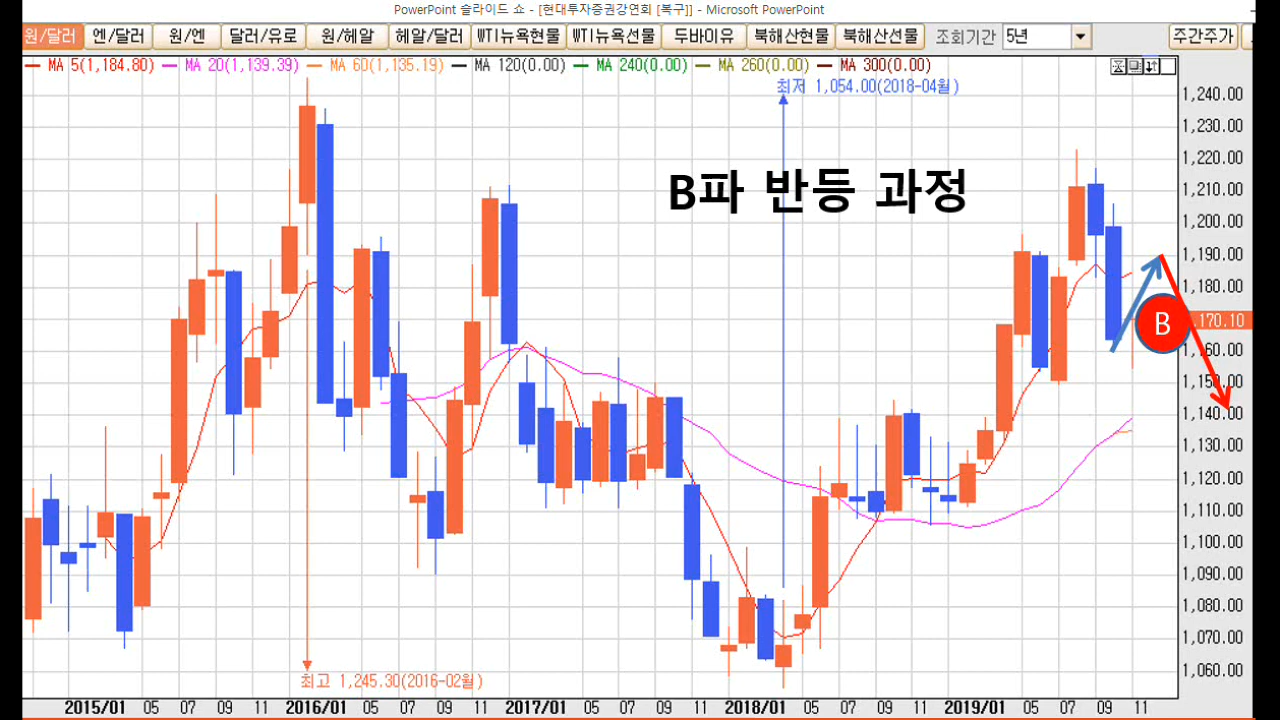 PowerPoint 슬라이드 쇼 - [현대투자증권강연회 [복구]] - Microsoft PowerPoint
원/달러 엔/달러 원/엔 달러/유로 원/헤알 헤알/달러 WTI뉴욕현물 WTI뉴욕선물 두바이유 북해산현물 북해산선물 조회기간 5년 주간주가
MA 5(1,184.80) MA 20(1,139.39) MA 60(1,135.19) MA 120(0.00) MA 240(0.00) MA 260(0.00) MA 300(0.00)
최저 1,054.00(2018-04월)
B파 반등 과정
1,240.00
1,230.00
1,220.00
1,210.00
1,200.00
1,190.00
1,180.00
B
1,160.00
1,140.00
1,130.00
1,120.00
1,110.00
1,100.00
1,090.00
1,080.00
1,070.00
1,060.00
최고 1,245.30(2016-02월)
2015/01 05 07 09 11 2016/01 05 07 09 11 2017/01 05 07 09 11 2018/01 05 07 09 11 2019/01 05 07 09 11